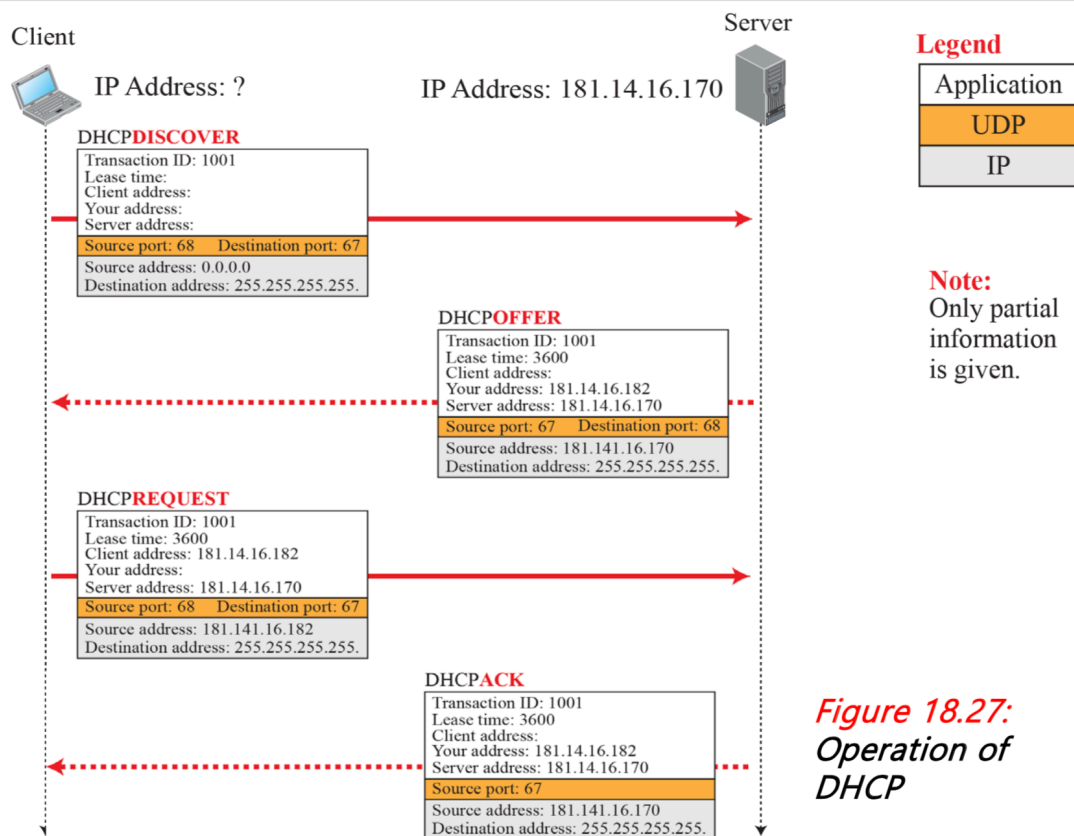 Client
Server
IP Address: ?
IP Address: 181.14.16.170
Legend
Application
UDP
IP
DHCPDISCOVER
Transaction ID: 1001
Lease time:
Client address:
Your address:
Server address:
Source port: 68 Destination port: 67
Source address: 0.0.0.0
Destination address: 255.255.255.255.
Note:
Only partial
information
is given.
DHCPOFFER
Transaction ID: 1001
Lease time: 3600
Client address:
Your address: 181.14.16.182
Server address: 181.14.16.170
Source port: 67 Destination port: 68
Source address: 181.141.16.170
Destination address: 255.255.255.255.
DHCPREQUEST
Transaction ID: 1001
Lease time: 3600
Client address: 181.14.16.182
Your address:
Server address: 181.14.16.170
Source port: 68 Destination port: 67
Source address: 181.141.16.182
Destination address: 255.255.255.255.
DHCPACK
Transaction ID: 1001
Lease time: 3600
Client address:
Your address: 181.14.16.182
Server address: 181.14.16.170
Source port: 67
Source address: 181.141.16.170
Destination address: 255.255.255.255.
Figure 18.27:
Operation of
DHCP